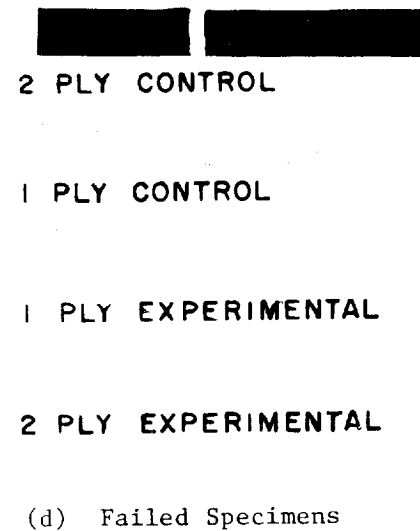 2 PLY CONTROL
1 PLY CONTROL
1 PLY EXPERIMENTAL
2 PLY EXPERIMENTAL
(d) Failed Specimens